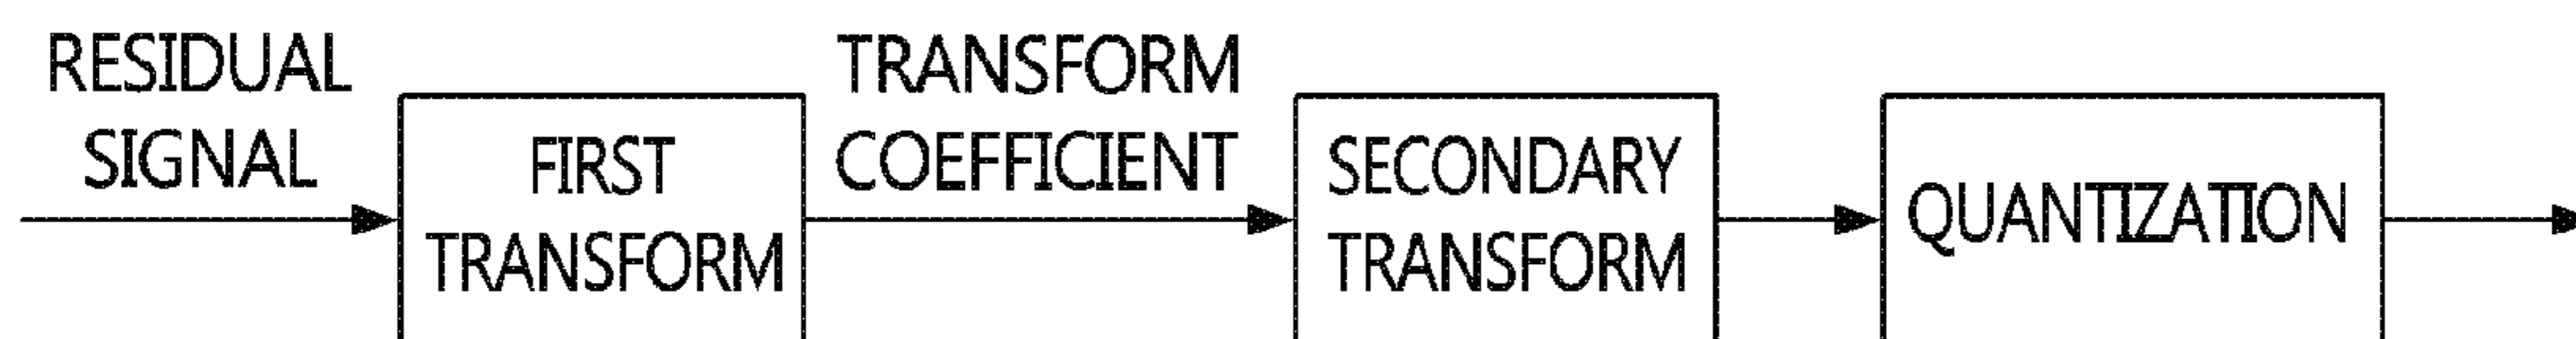 RESIDUAL
SIGNAL
FIRST
TRANSFORM
TRANSFORM
COEFFICIENT
SECONDARY
TRANSFORM
QUANTIZATION